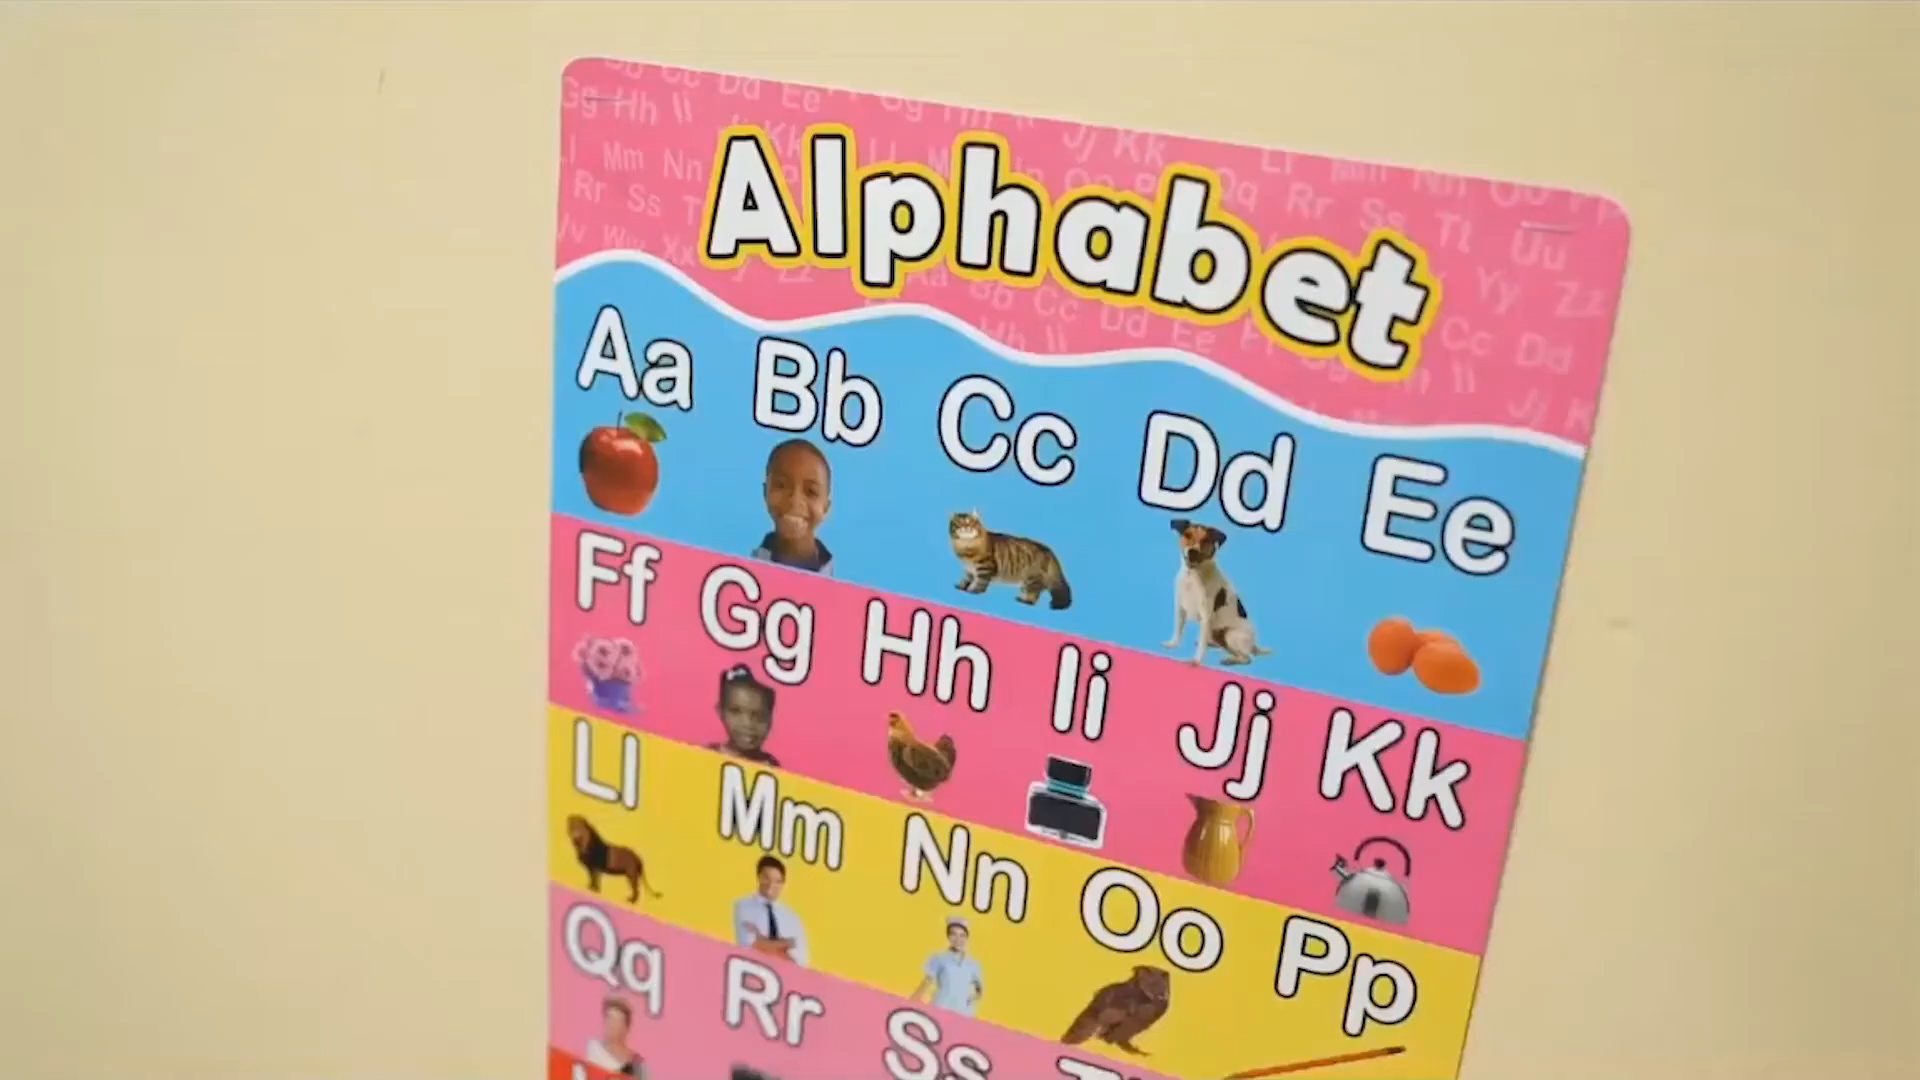 Alphabet
Aa Bb Cc Dd Ee
Ff Gg Hh Ii Jj Kk
Ll Mm Nn Oo Pp
Qq Rr Ss